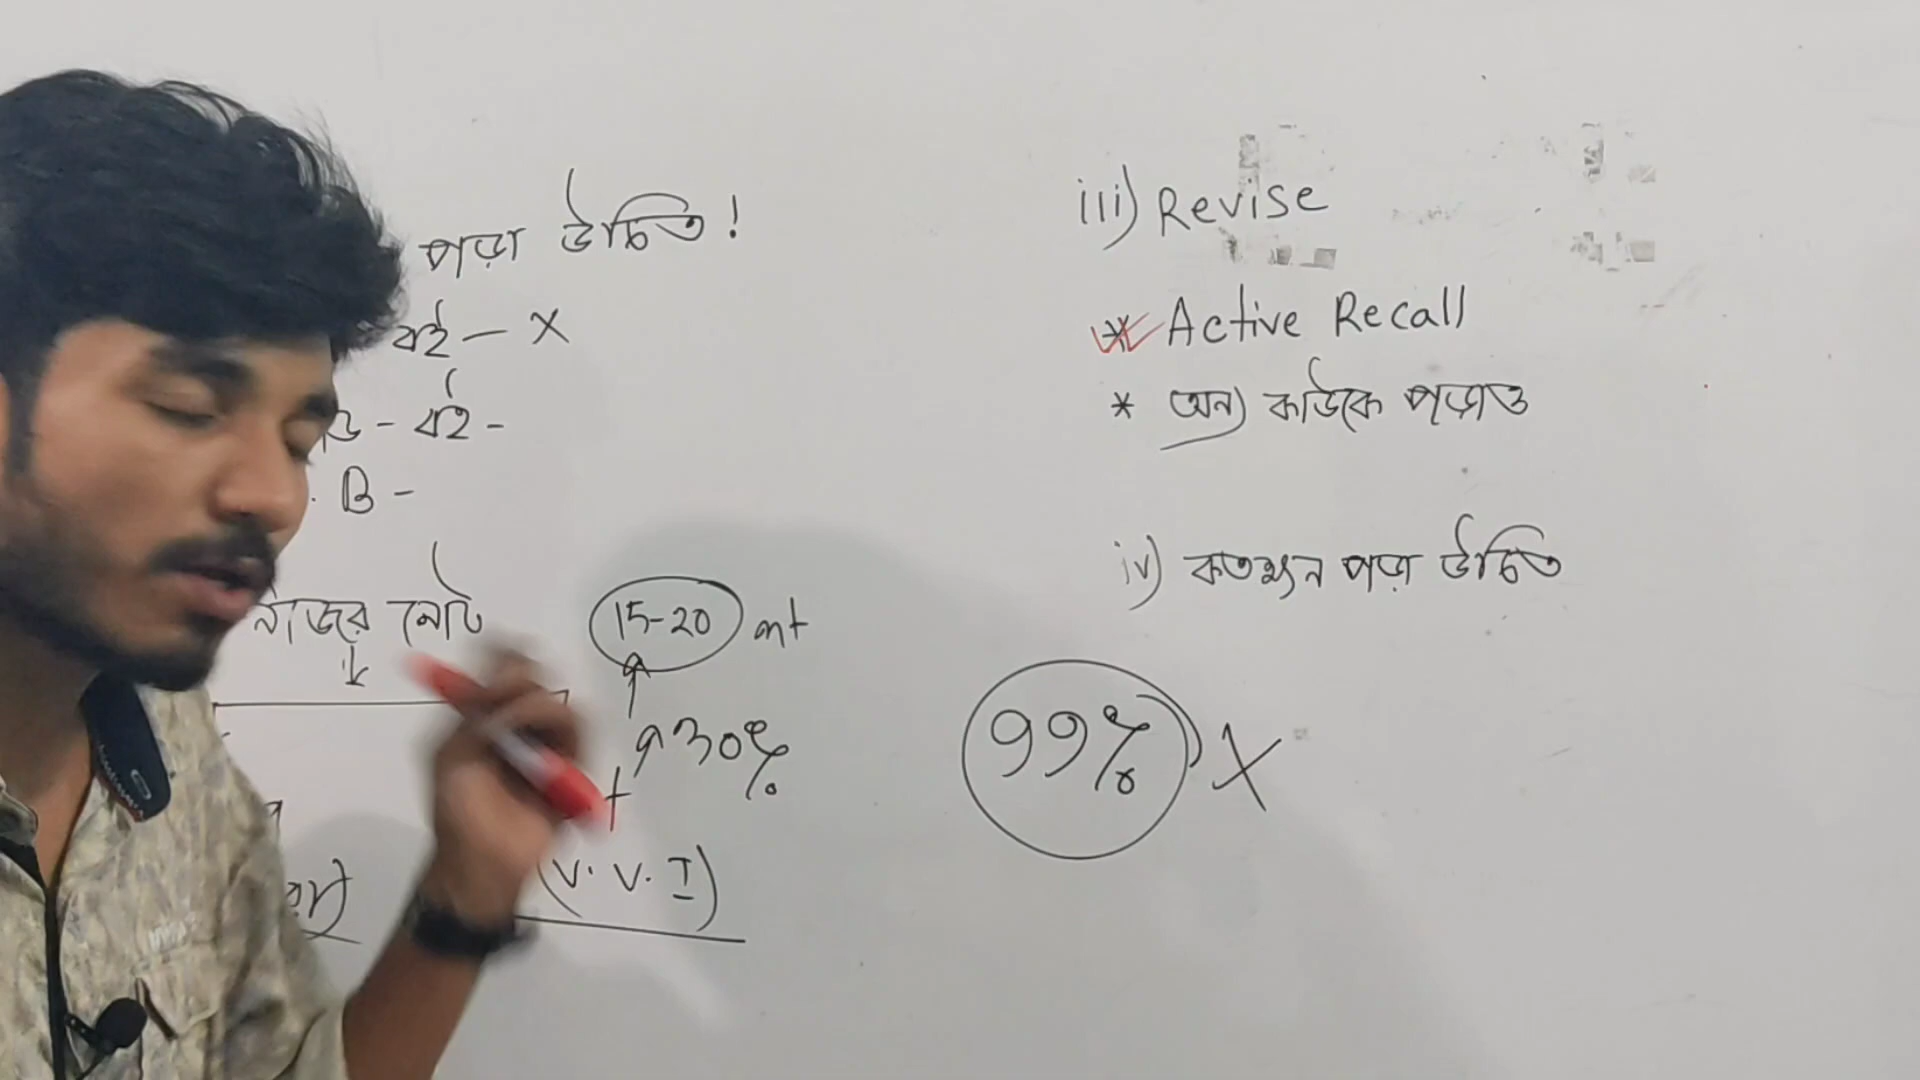 পড়া উচিত!
বই – X
- বই -
B -
নিজের নোট
15-20 mt
30%
(V. V. I)
iii) Revise
* Active Recall
* অন্য কাউকে পড়াও
iv) কতক্ষন পড়া উচিত
99% X